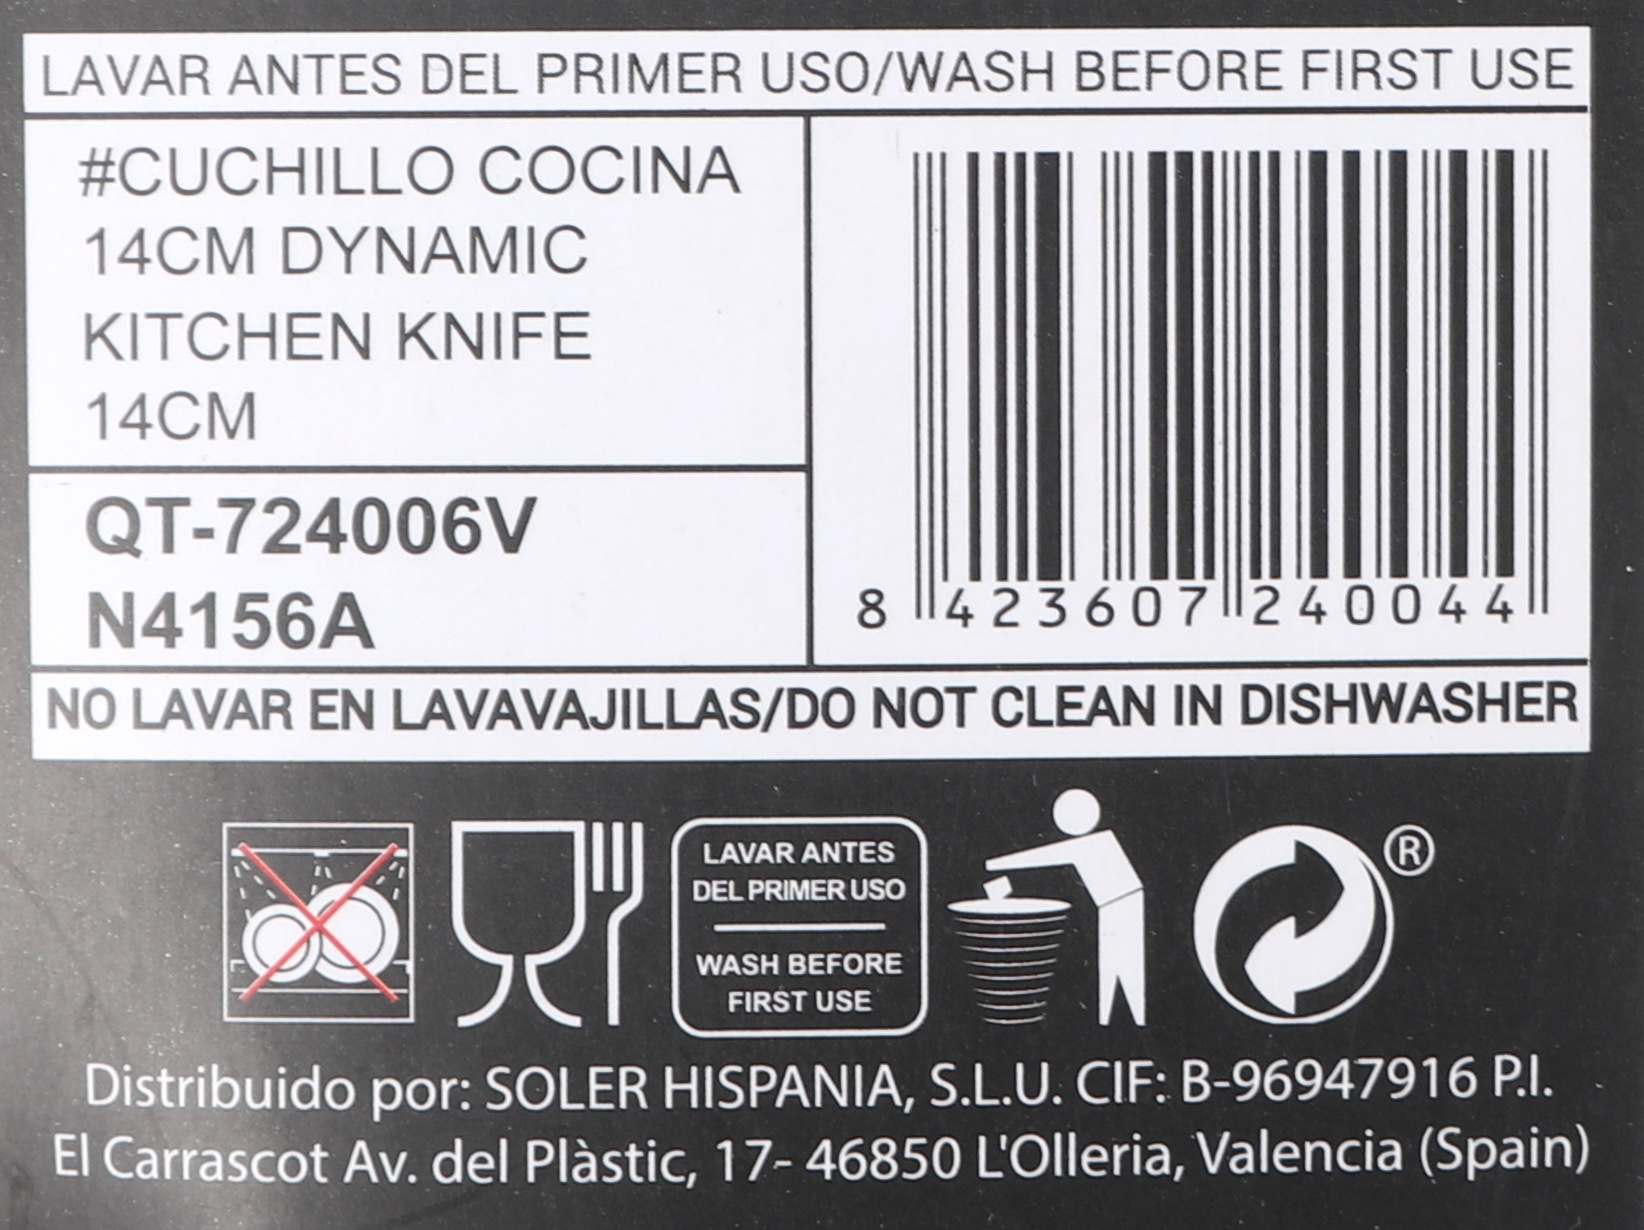 LAVAR ANTES DEL PRIMER USO/WASH BEFORE FIRST USE
#CUCHILLO COCINA
14CM DYNAMIC
KITCHEN KNIFE
14CM
QT-724006V
N4156A
8 423607 240044
NO LAVAR EN LAVAVAJILLAS/DO NOT CLEAN IN DISHWASHER
LAVAR ANTES
DEL PRIMER USO
WASH BEFORE
FIRST USE
®
Distribuido por: SOLER HISPANIA, S.L.U. CIF: B-96947916 P.I.
El Carrascot Av. del Plàstic, 17- 46850 L'Olleria, Valencia (Spain)